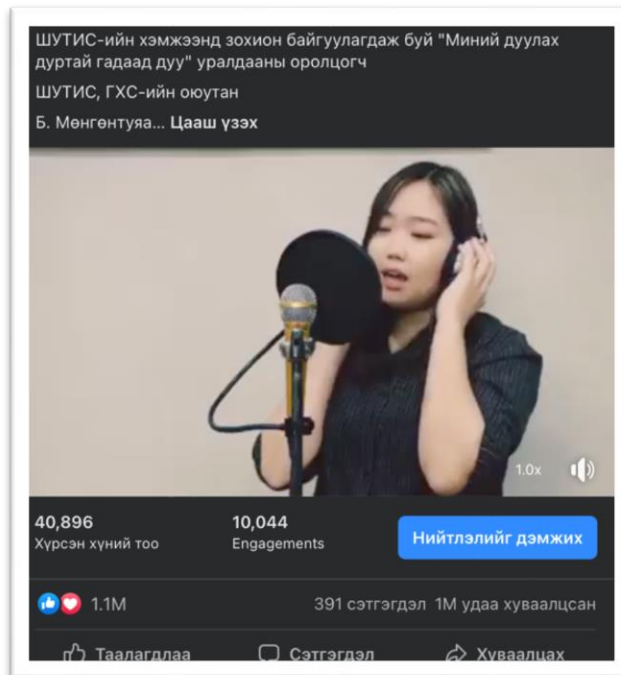 ШУТИС-ийн хэмжээнд зохион байгуулагдаж буй "Миний дуулах
дуртай гадаад дуу" уралдааны оролцогч
ШУТИС, ГХС-ийн оюутан
Б. Мөнгөнтуяа... Цааш үзэх
1.0x
40,896 10,044 Нийтлэлийг дэмжих
Хүрсэн хүний тоо Engagements
1.1М 391 сэтгэгдэл 1М удаа хуваалцсан
Таалагдлаа Сэтгэгдэл Хуваалцах